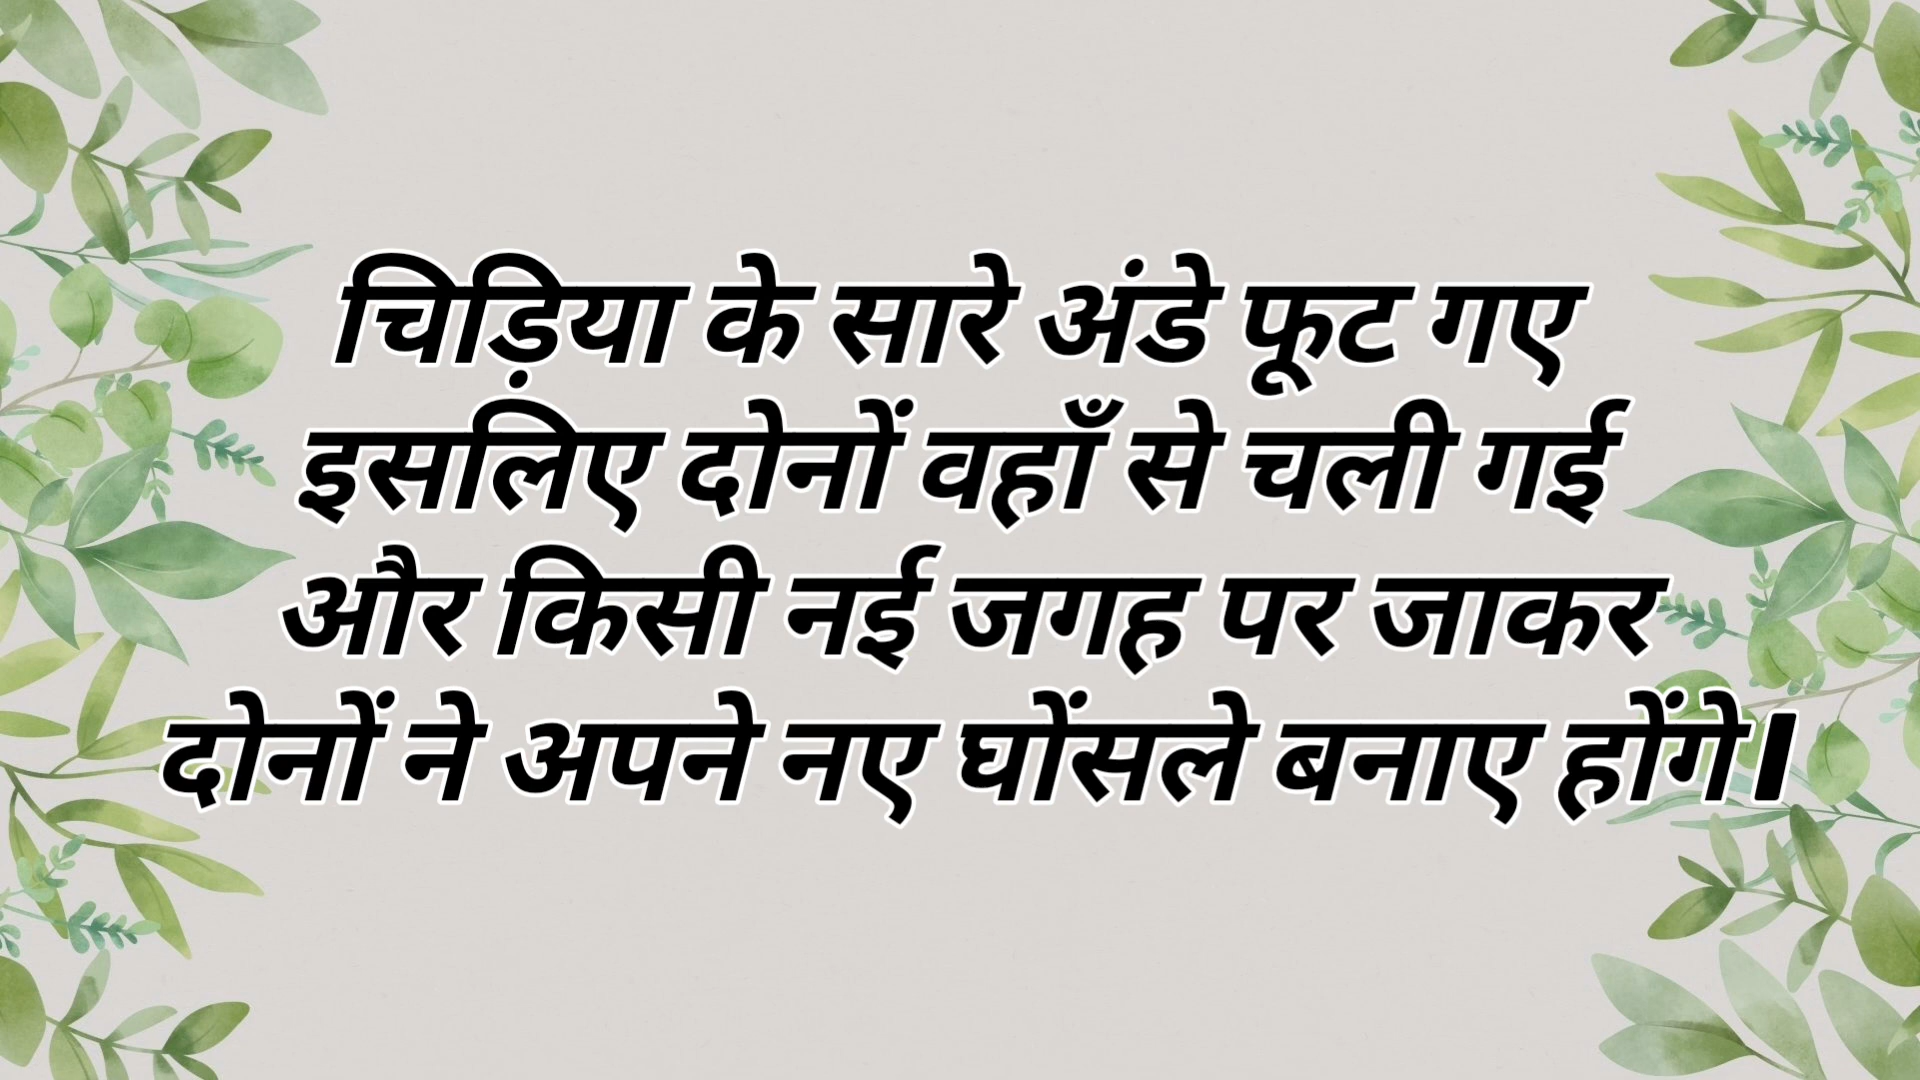 चिड़िया के सारे अंडे फूट गए
इसलिए दोनों वहाँ से चली गई
और किसी नई जगह पर जाकर
दोनों ने अपने नए घोंसले बनाए होंगे।